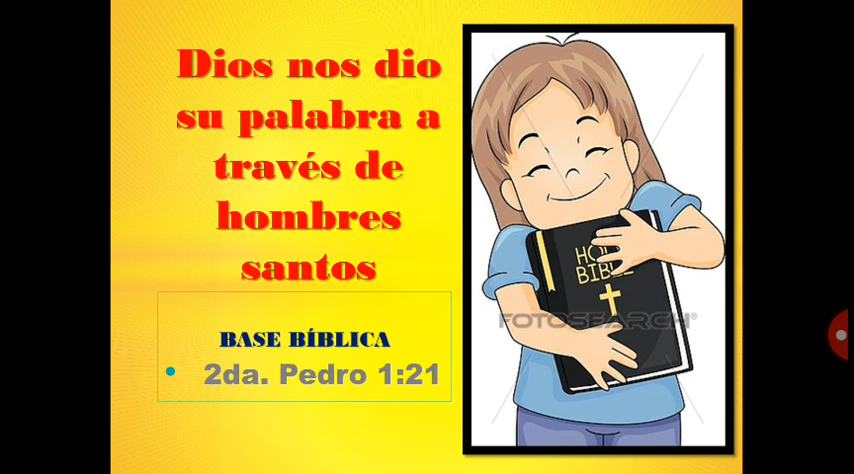 Dios nos dio
su palabra a
través de
hombres
santos
BASE BÍBLICA
• 2da. Pedro 1:21
HOLY
BIBLE
FOTOSEARCH®